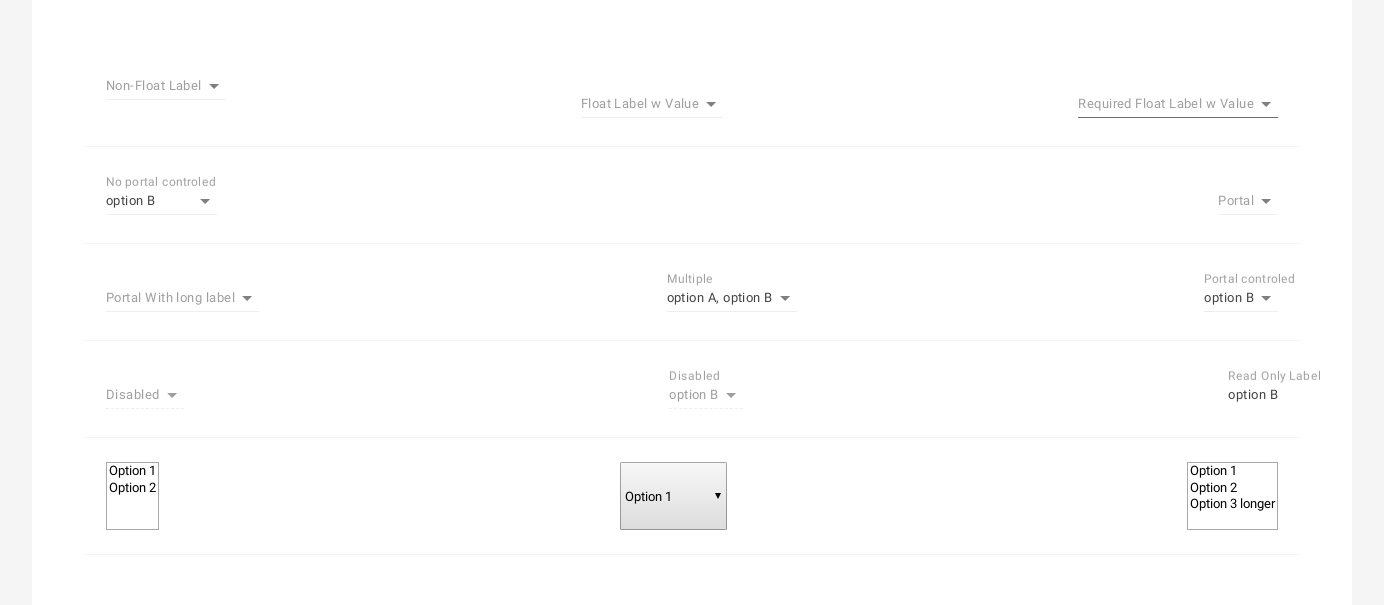 Non-Float Label
Float Label w Value
Required Float Label w Value
No portal controled
option B
Portal
Portal With long label
Multiple
option A, option B
Portal controled
option B
Disabled
Disabled
option B
Read Only Label
option B
Option 1
Option 2
Option 1
Option 1
Option 2
Option 3 longer